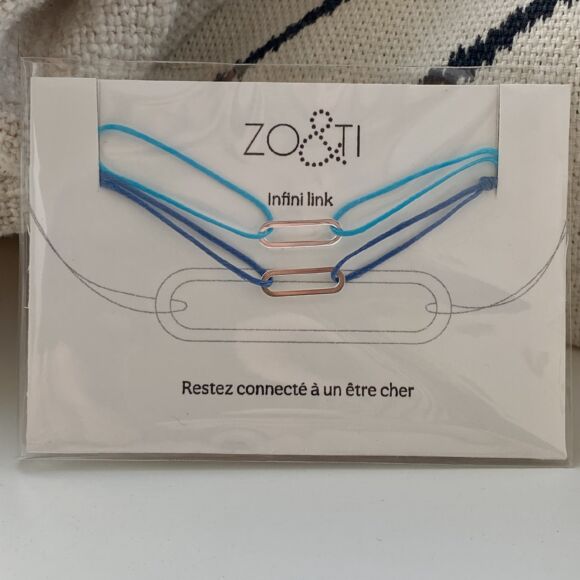 ZO&TI
Infini link
Restez connecté à un être cher